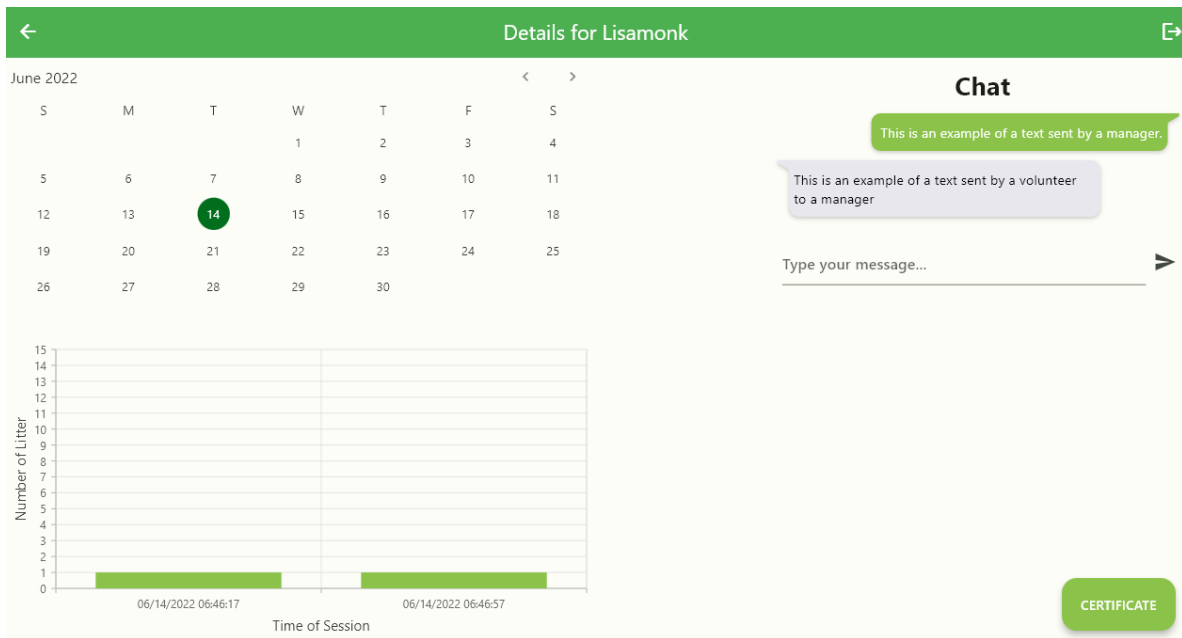 Details for Lisamonk
June 2022
S M T W T F S
1 2 3 4
5 6 7 8 9 10 11
12 13 14 15 16 17 18
19 20 21 22 23 24 25
26 27 28 29 30
15
14
13
12
11
10
9
8
7
6
5
4
3
2
1
0
Number of Litter
06/14/2022 06:46:17 06/14/2022 06:46:57
Time of Session
Chat
This is an example of a text sent by a manager.
This is an example of a text sent by a volunteer
to a manager
Type your message...
CERTIFICATE